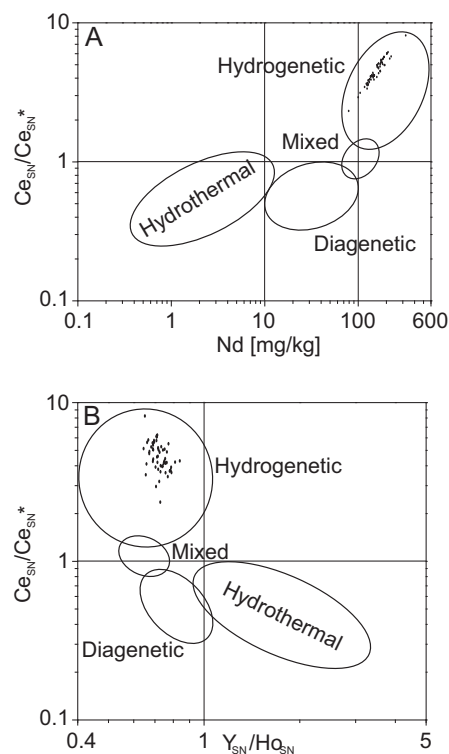 10
A
Hydrogenetic
Mixed
CeSN/CeSN*
1
Hydrothermal
Diagenetic
0.1
0.1 1 10 100 600
Nd [mg/kg]
10
B
Hydrogenetic
CeSN/CeSN*
Mixed
1
Hydrothermal
Diagenetic
0.1
0.4 1 5
YSN/HoSN